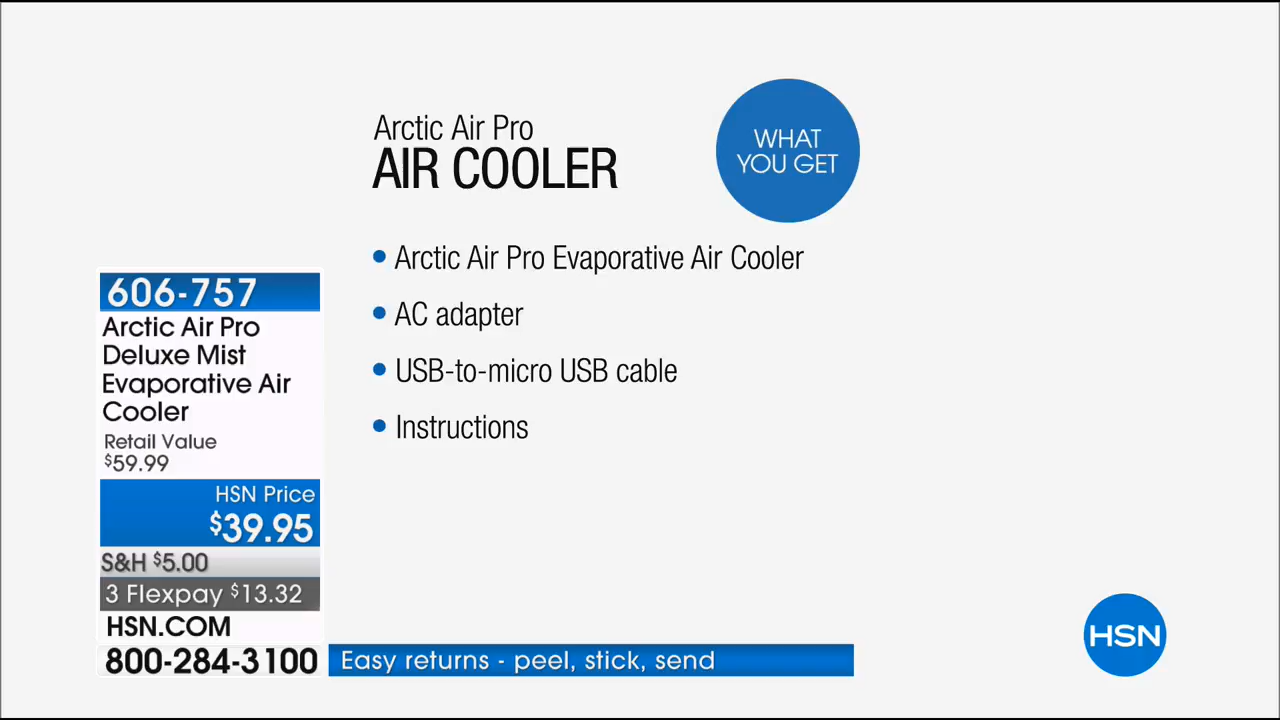 Arctic Air Pro
AIR COOLER
WHAT
YOU GET
• Arctic Air Pro Evaporative Air Cooler
• AC adapter
• USB-to-micro USB cable
• Instructions
606-757
Arctic Air Pro
Deluxe Mist
Evaporative Air
Cooler
Retail Value
$59.99
HSN Price
$39.95
S&H $5.00
3 Flexpay $13.32
HSN.COM
800-284-3100
Easy returns - peel, stick, send
HSN